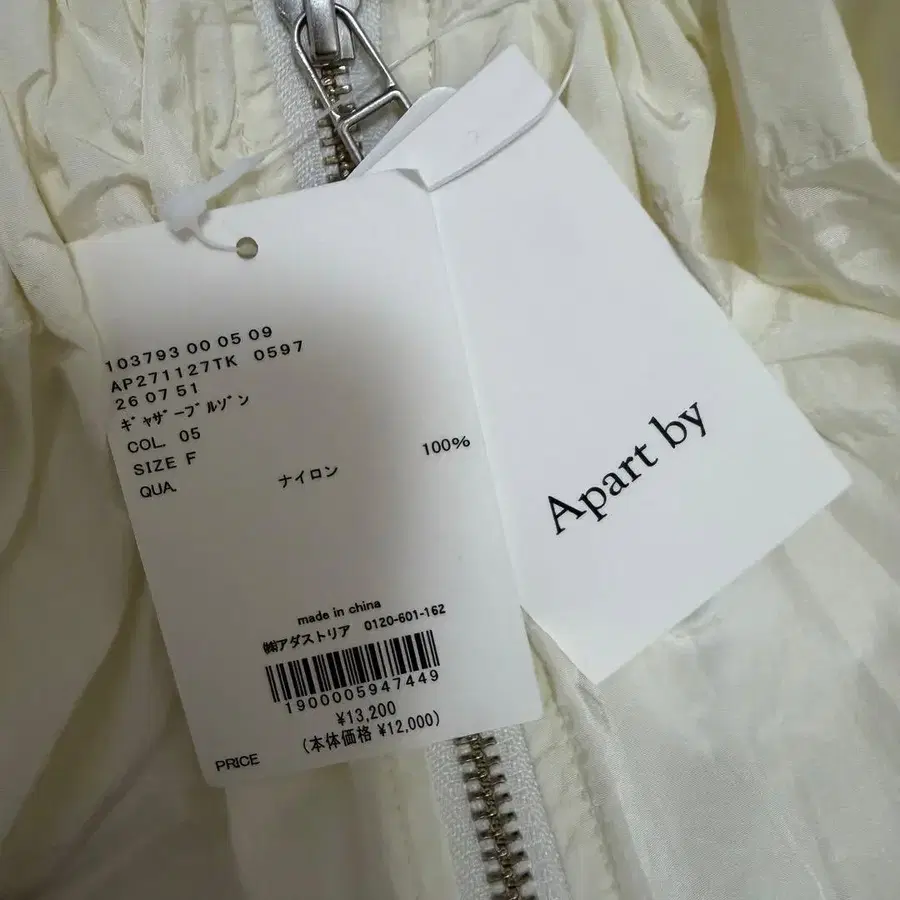 103793 00 05 09
AP271127TK 0597
26 07 51
ｷﾞｬｻﾞｰﾌﾞﾙｿﾞﾝ
COL. 05
SIZE F
QUA. ナイロン 100%
made in china
㈱アダストリア 0120-601-162
1900005947449
¥13,200
(本体価格 ¥12,000)
PRICE
Apart by